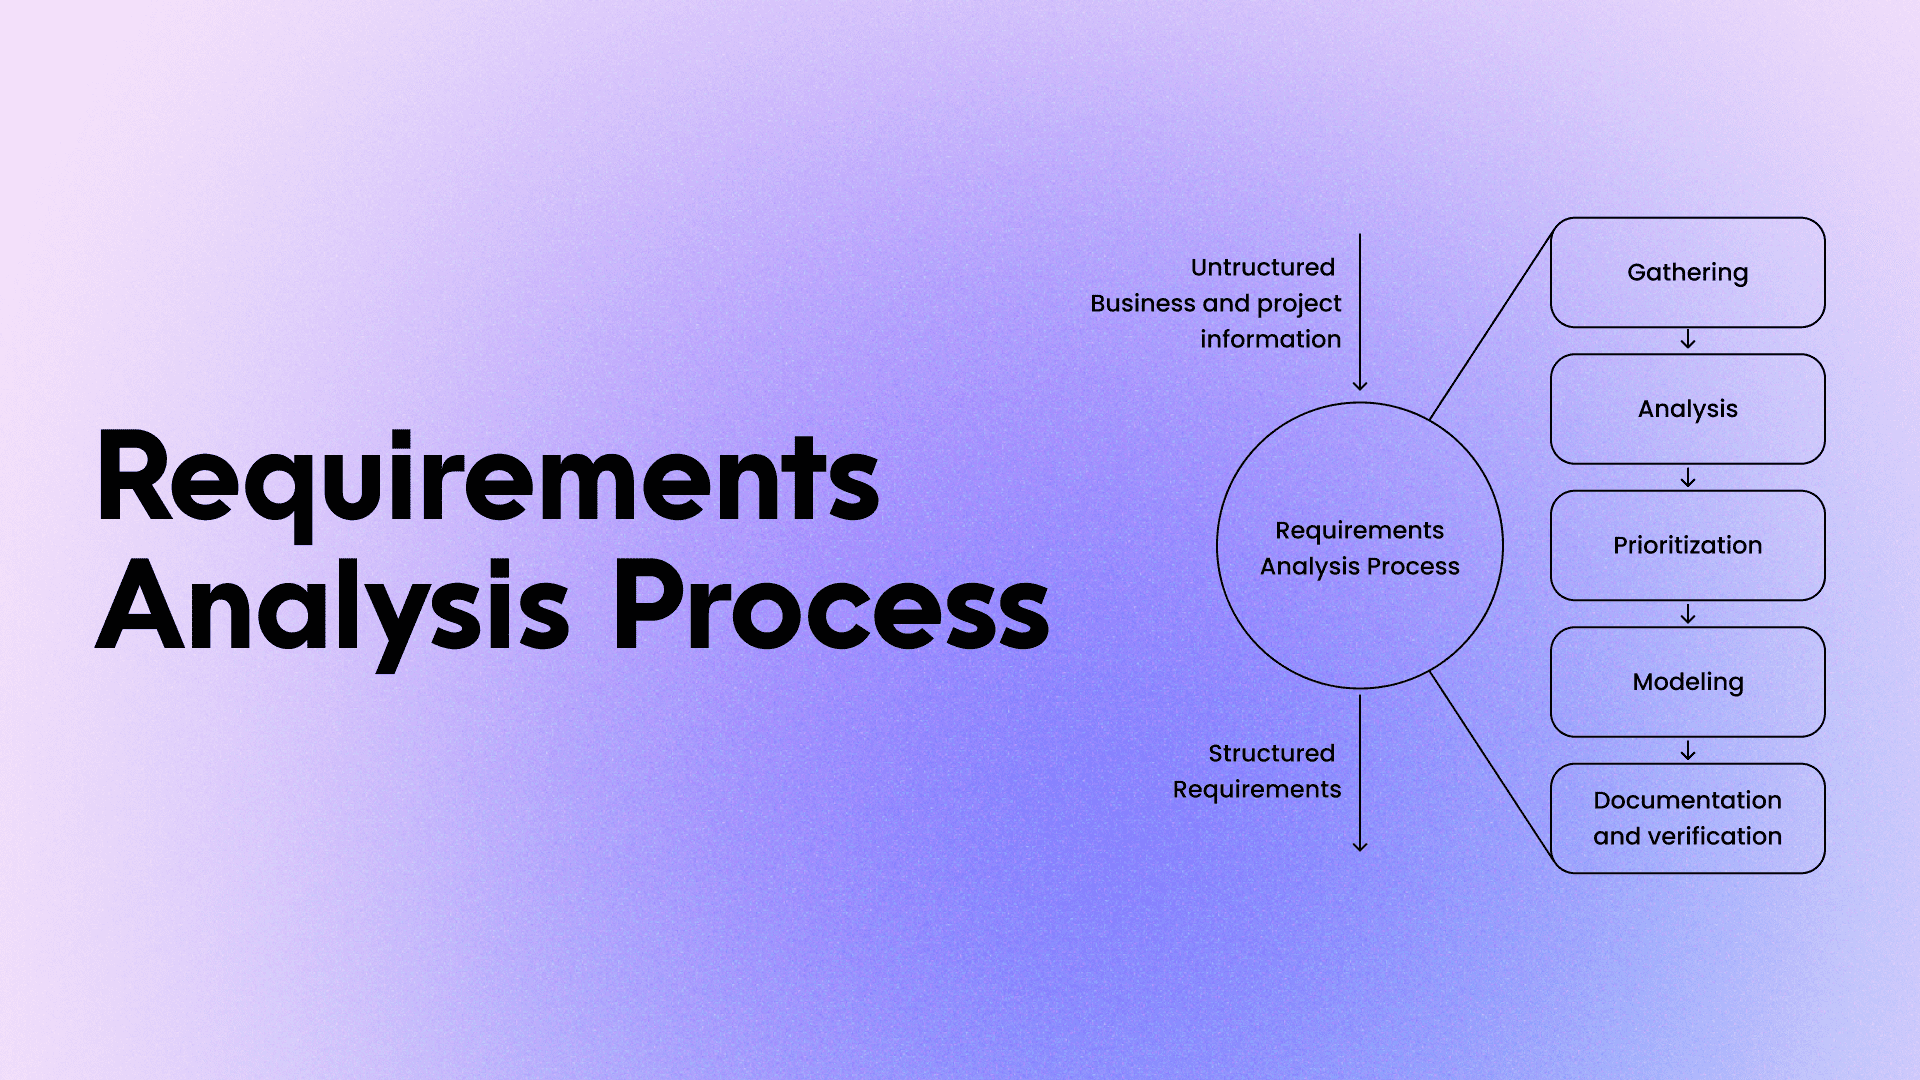 Requirements
Analysis Process
Untructured
Business and project
information
Requirements
Analysis Process
Structured
Requirements
Gathering
Analysis
Prioritization
Modeling
Documentation
and verification